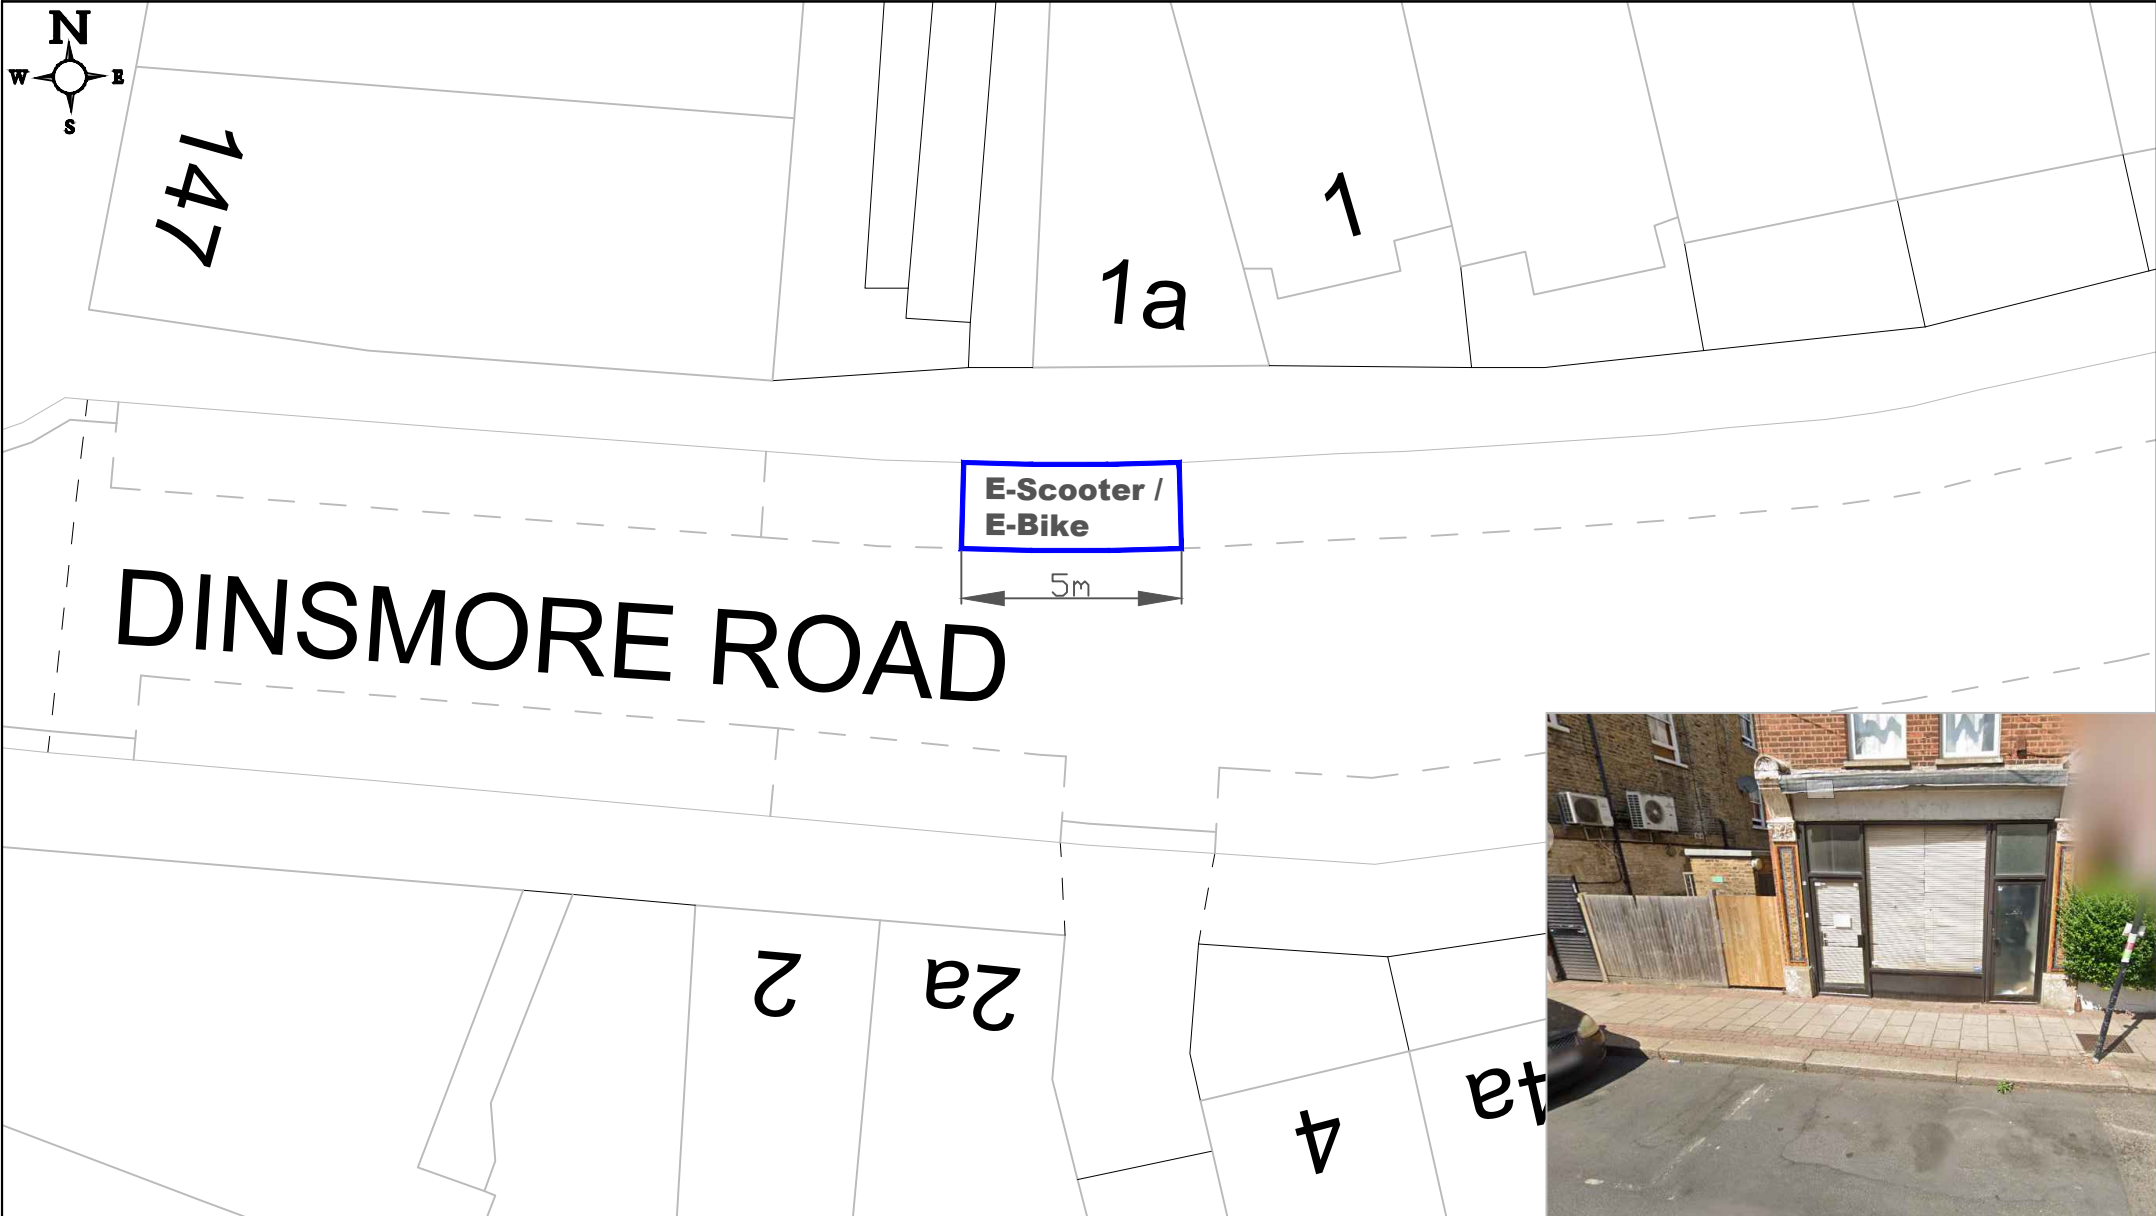 N
W E
S
147
1
1a
E-Scooter /
E-Bike
5m
DINSMORE ROAD
2
2a
4
4a